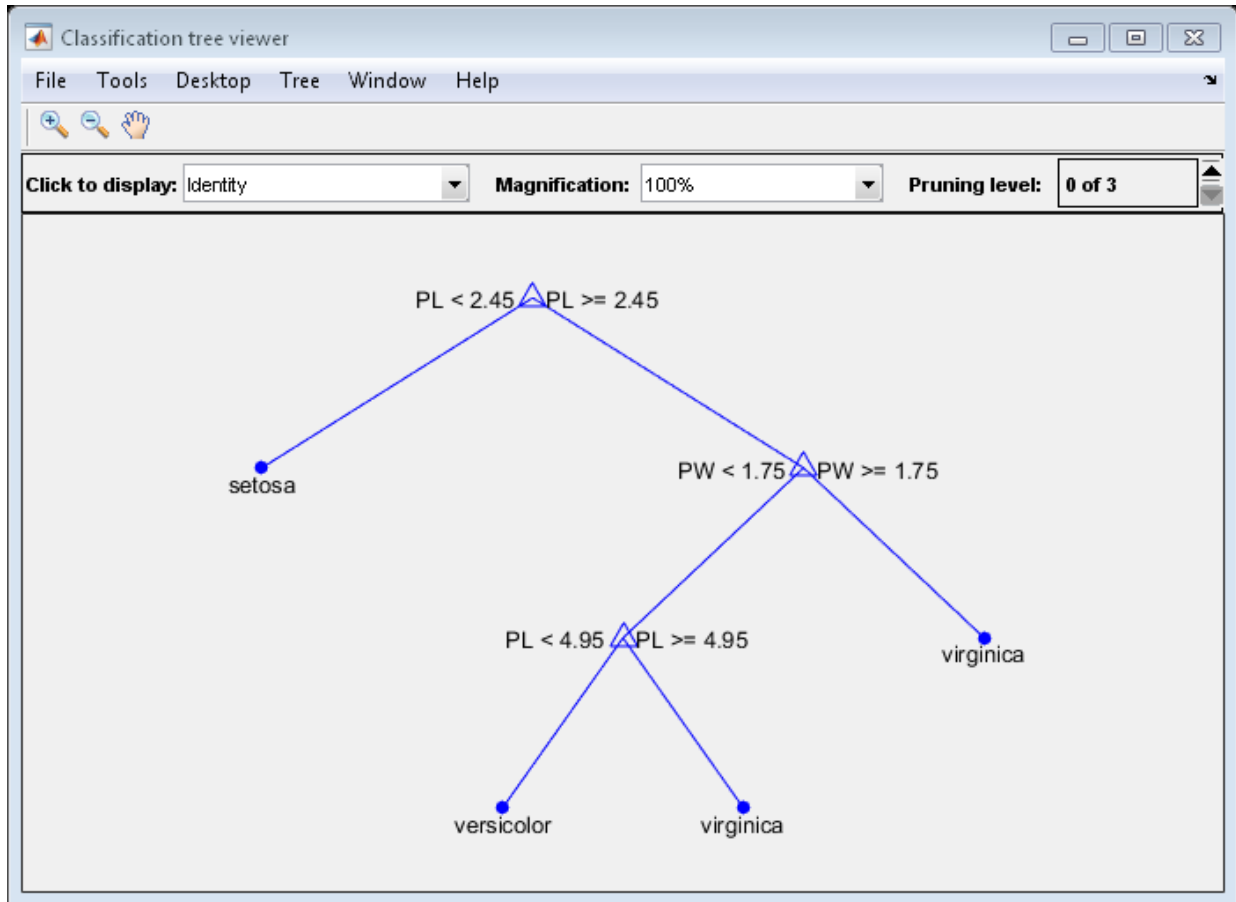 Classification tree viewer
File Tools Desktop Tree Window Help
Click to display: Identity Magnification: 100% Pruning level: 0 of 3
PL < 2.45 PL >= 2.45
setosa
PW < 1.75 PW >= 1.75
PL < 4.95 PL >= 4.95
virginica
versicolor
virginica